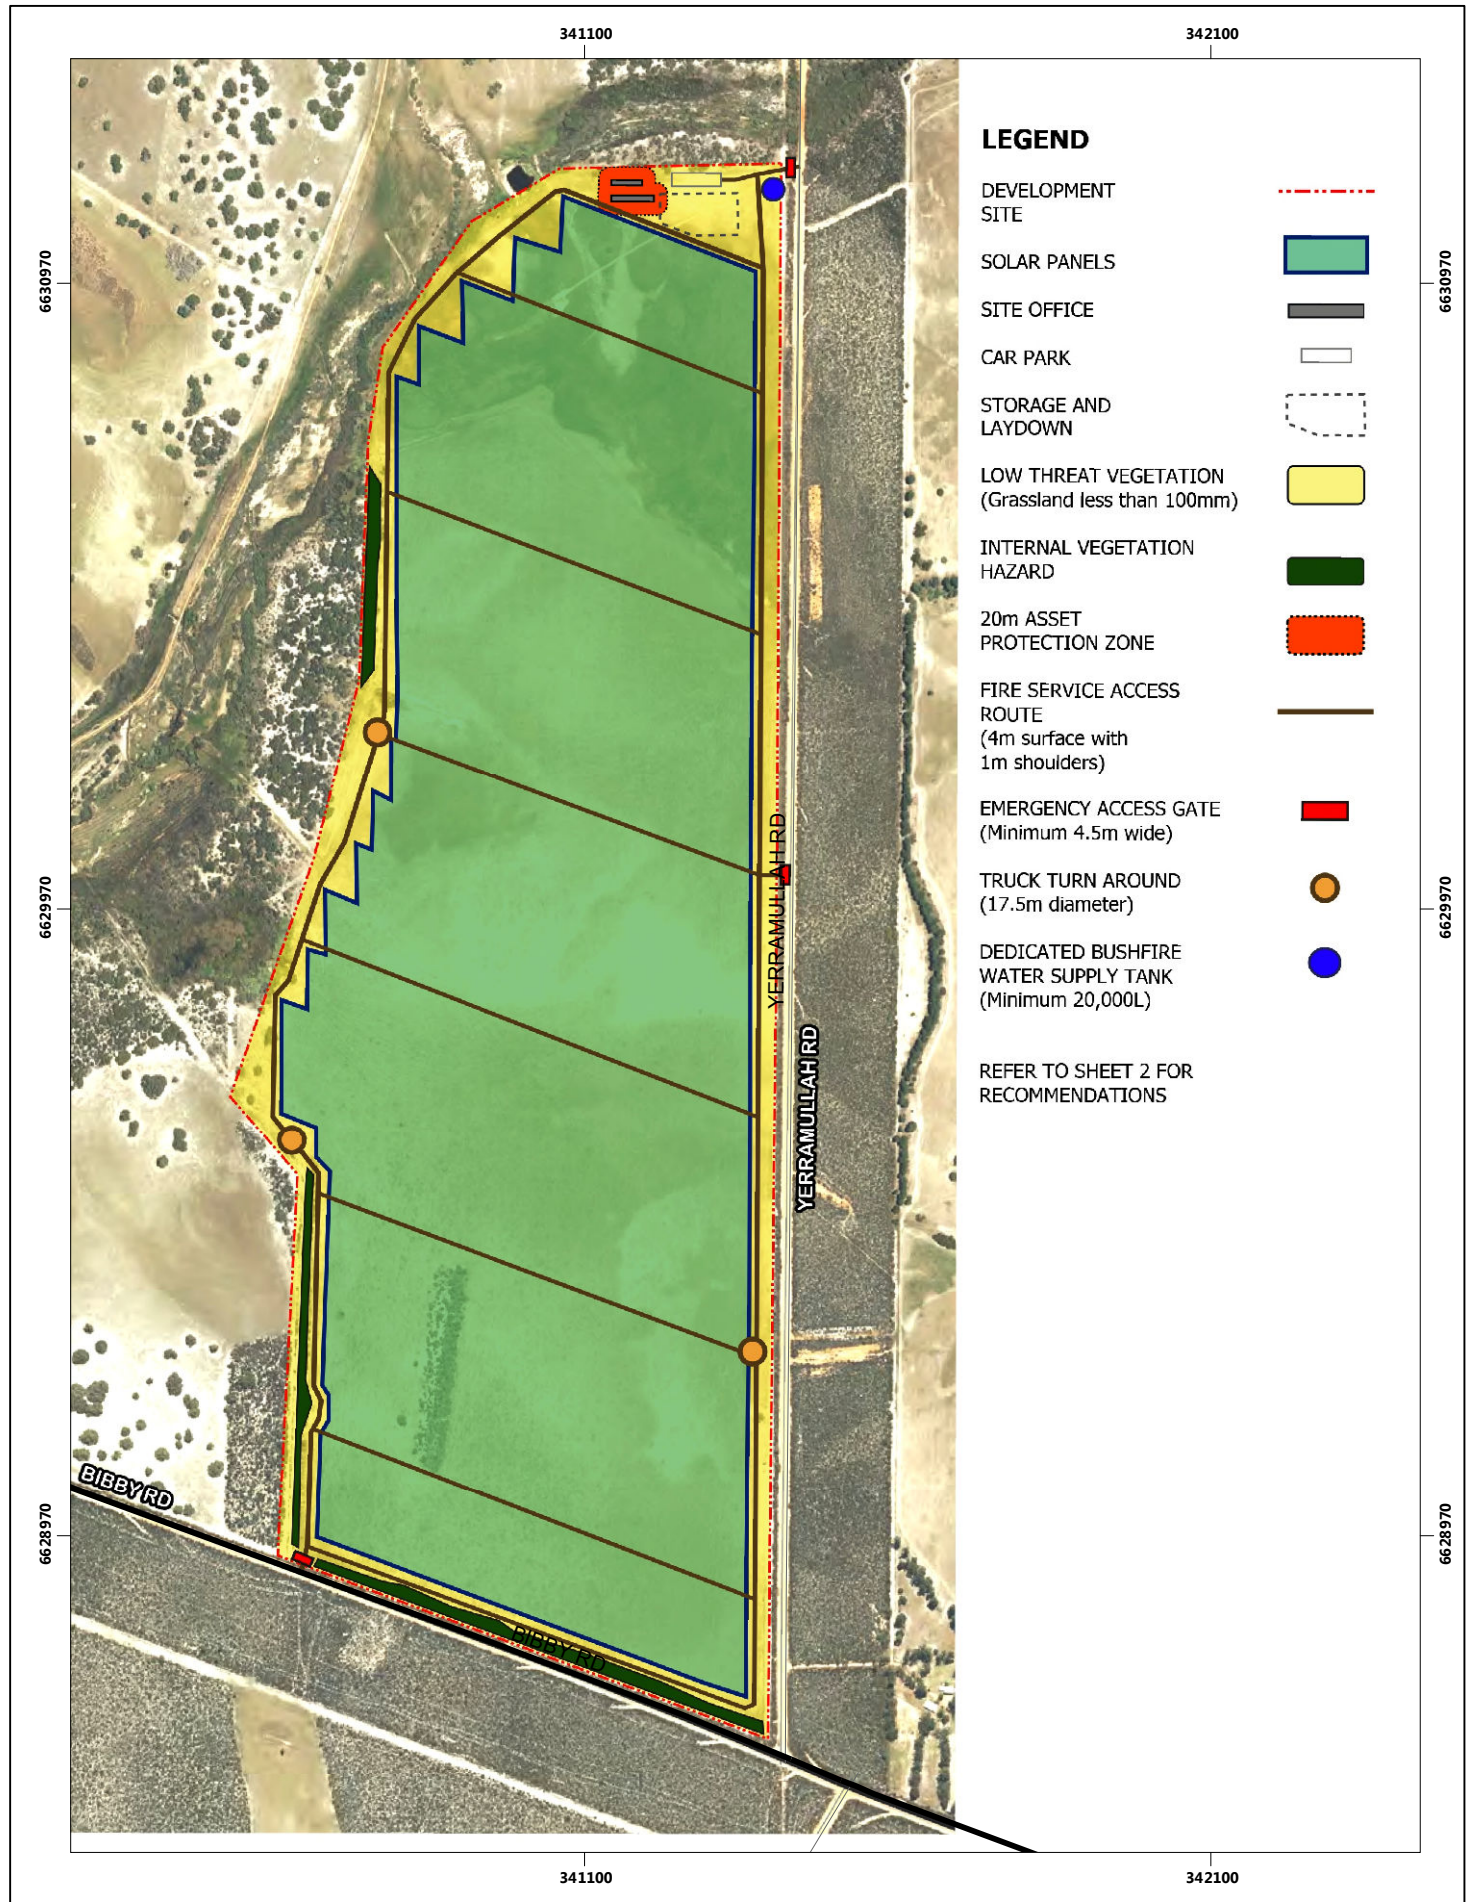 341100
342100
LEGEND
DEVELOPMENT
SITE
SOLAR PANELS
SITE OFFICE
CAR PARK
STORAGE AND
LAYDOWN
LOW THREAT VEGETATION
(Grassland less than 100mm)
INTERNAL VEGETATION
HAZARD
20m ASSET
PROTECTION ZONE
FIRE SERVICE ACCESS
ROUTE
(4m surface with
1m shoulders)
EMERGENCY ACCESS GATE
(Minimum 4.5m wide)
TRUCK TURN AROUND
(17.5m diameter)
DEDICATED BUSHFIRE
WATER SUPPLY TANK
(Minimum 20,000L)
REFER TO SHEET 2 FOR
RECOMMENDATIONS
6630970
6630970
6629970
6629970
6628970
6628970
YERRAMULLAH RD
YERRAMULLAH RD
BIBBY RD
BIBBY RD
341100
342100